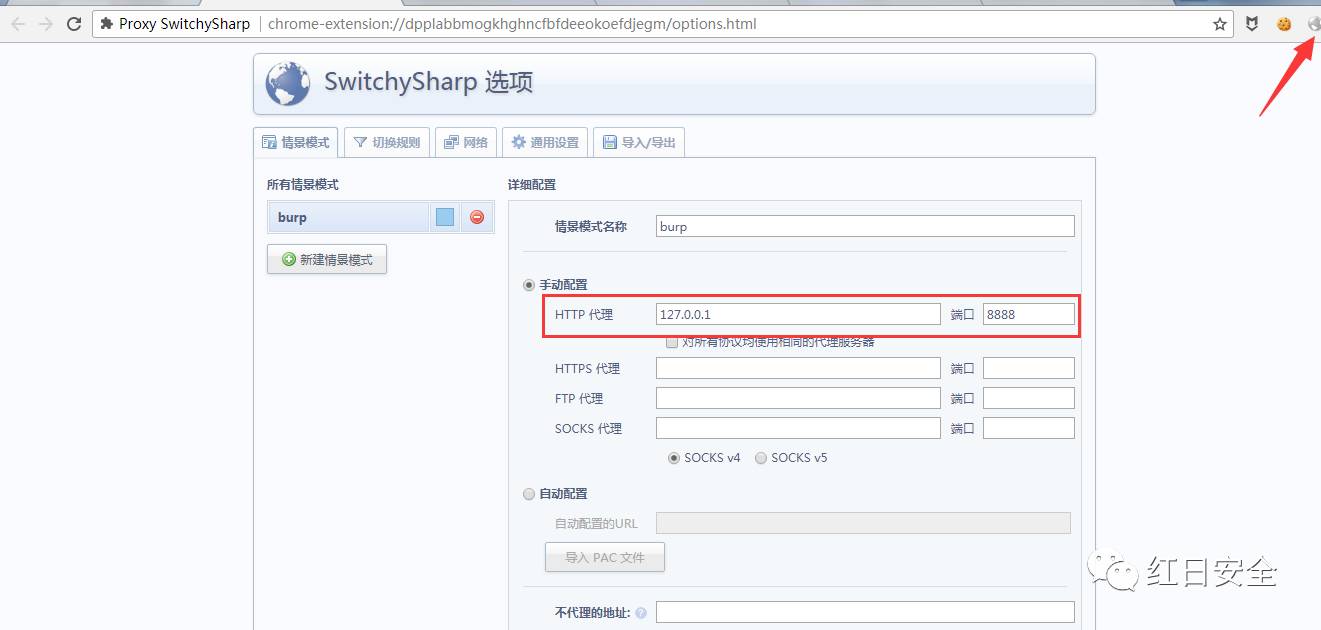 Proxy SwitchySharp chrome-extension://dpplabbmogkhghncfbfdeeokoefdjegm/options.html
SwitchySharp 选项
情景模式 切换规则 网络 通用设置 导入/导出
所有情景模式 详细配置
burp
情景模式名称 burp
新建情景模式
手动配置
HTTP 代理 127.0.0.1 端口 8888
对所有协议均使用相同的代理服务器
HTTPS 代理 端口
FTP 代理 端口
SOCKS 代理 端口
SOCKS v4 SOCKS v5
自动配置
自动配置的URL
导入 PAC 文件
红日安全
不代理的地址: ?